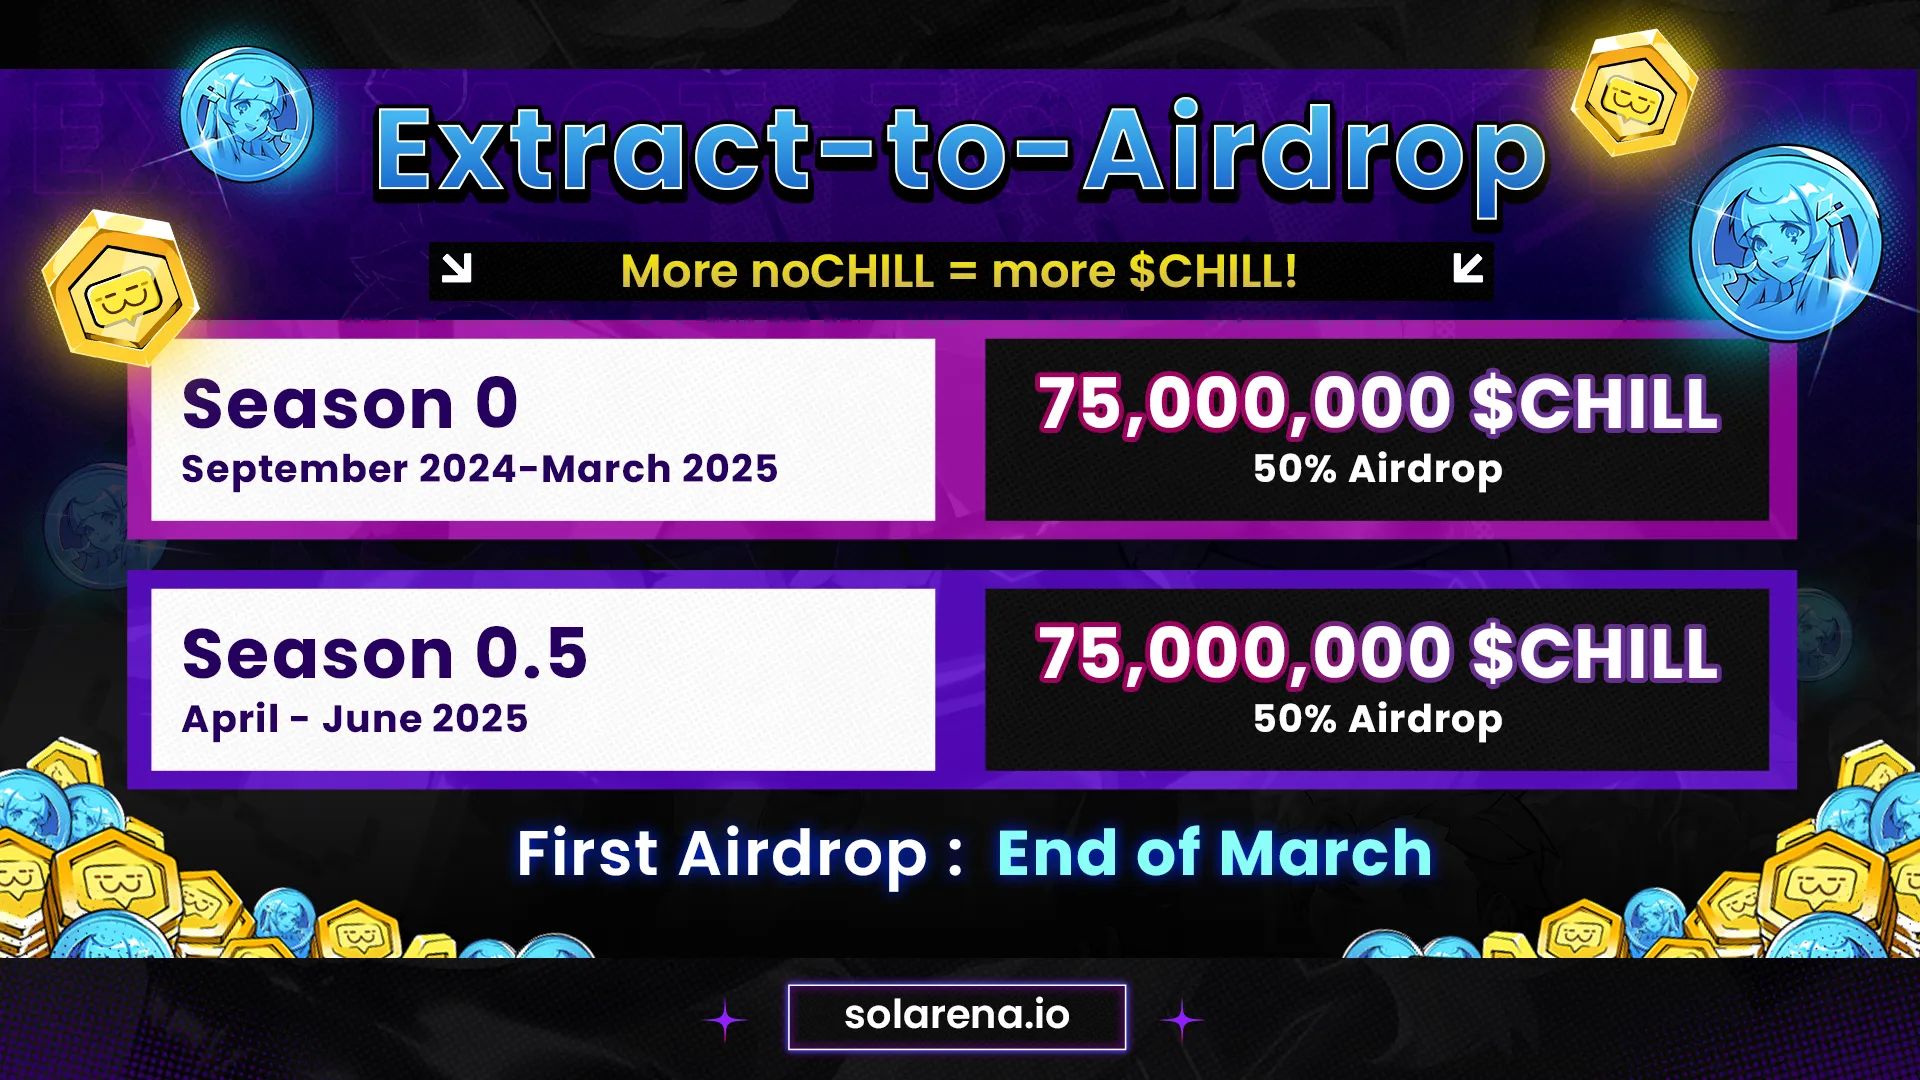 Extract-to-Airdrop
More noCHILL = more $CHILL!
Season 0
September 2024-March 2025
75,000,000 $CHILL
50% Airdrop
Season 0.5
April - June 2025
75,000,000 $CHILL
50% Airdrop
First Airdrop : End of March
solarena.io